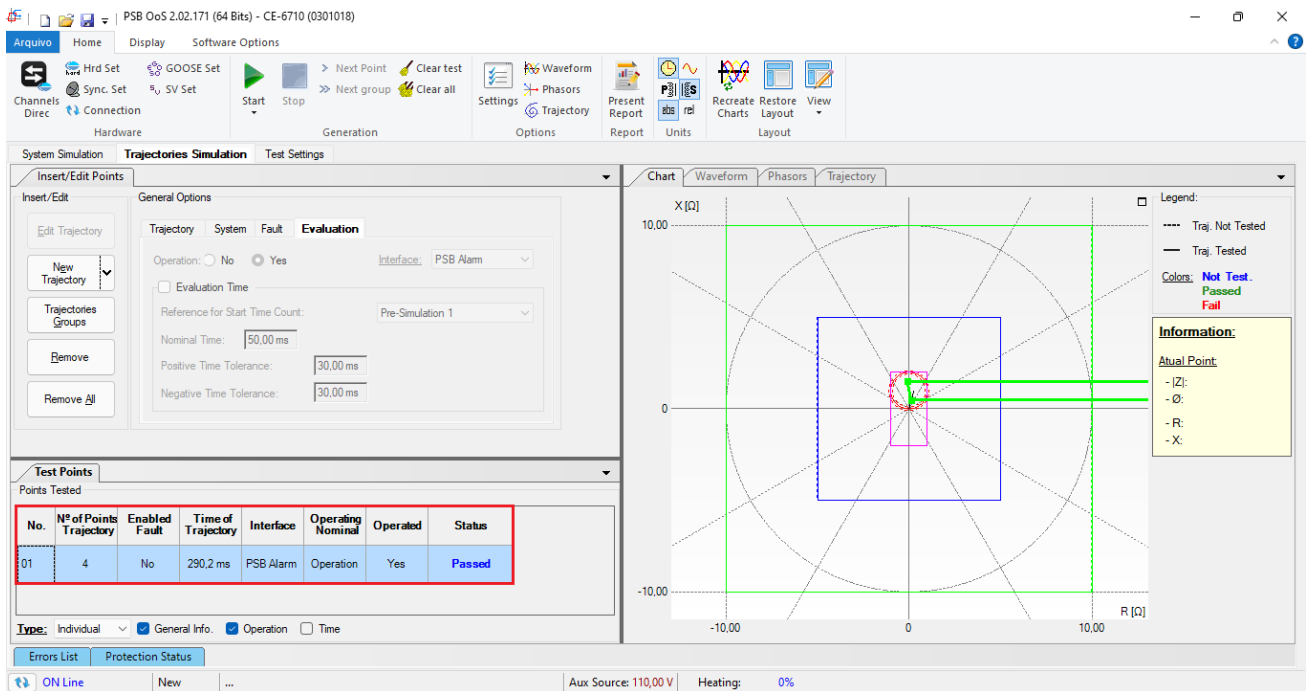 PSB OoS 2.02.171 (64 Bits) - CE-6710 (0301018)
Arquivo Home Display Software Options
Hrd Set GOOSE Set > Next Point Clear test Waveform
Sync. Set SV Set >> Next group Clear all Phasors
Channels Direc Connection Start Stop Settings Trajectory Present Report abs rel Recreate Charts Restore Layout View
Hardware Generation Options Report Units Layout
System Simulation Trajectories Simulation Test Settings
Insert/Edit Points
Insert/Edit
Edit Trajectory
New Trajectory
Trajectories Groups
Remove
Remove All
General Options
Trajectory System Fault Evaluation
Operation: No Yes Interface: PSB Alarm
Evaluation Time
Reference for Start Time Count: Pre-Simulation 1
Nominal Time: 50,00 ms
Positive Time Tolerance: 30,00 ms
Negative Time Tolerance: 30,00 ms
Test Points
Points Tested
No. Nº of Points Trajectory Enabled Fault Time of Trajectory Interface Operating Nominal Operated Status
01 4 No 290,2 ms PSB Alarm Operation Yes Passed
Type: Individual General Info. Operation Time
Chart Waveform Phasors Trajectory
X [Ω]
10,00
0
-10,00
R [Ω]
-10,00 0 10,00
Legend:
Traj. Not Tested
Traj. Tested
Colors: Not Test.
Passed
Fail
Information:
Atual Point:
- |Z|:
- Ø:
- R:
- X:
Errors List Protection Status
ON Line New ... Aux Source: 110,00 V Heating: 0%